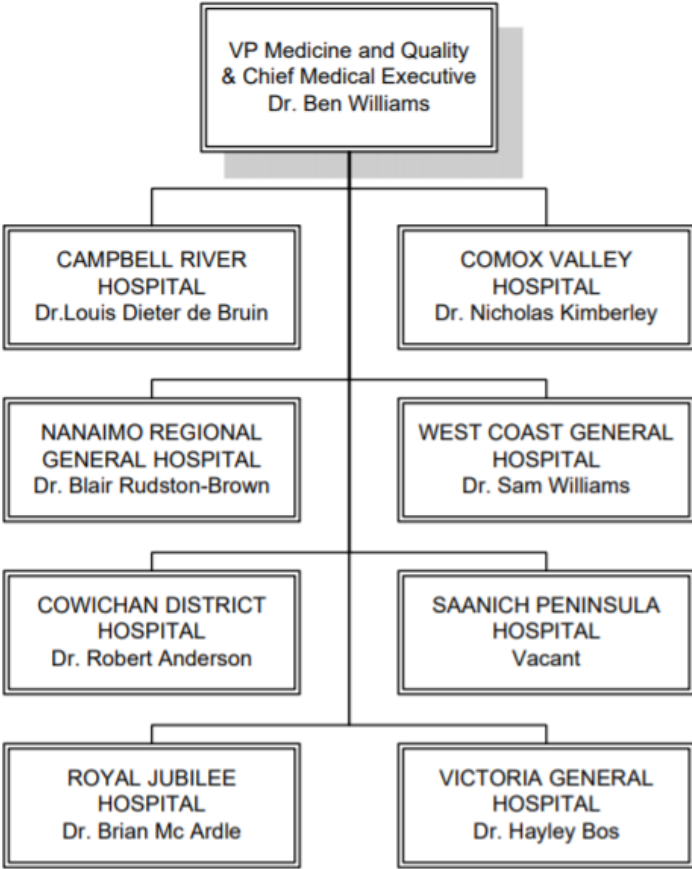 VP Medicine and Quality
& Chief Medical Executive
Dr. Ben Williams
CAMPBELL RIVER
HOSPITAL
Dr.Louis Dieter de Bruin
COMOX VALLEY
HOSPITAL
Dr. Nicholas Kimberley
NANAIMO REGIONAL
GENERAL HOSPITAL
Dr. Blair Rudston-Brown
WEST COAST GENERAL
HOSPITAL
Dr. Sam Williams
COWICHAN DISTRICT
HOSPITAL
Dr. Robert Anderson
SAANICH PENINSULA
HOSPITAL
Vacant
ROYAL JUBILEE
HOSPITAL
Dr. Brian Mc Ardle
VICTORIA GENERAL
HOSPITAL
Dr. Hayley Bos